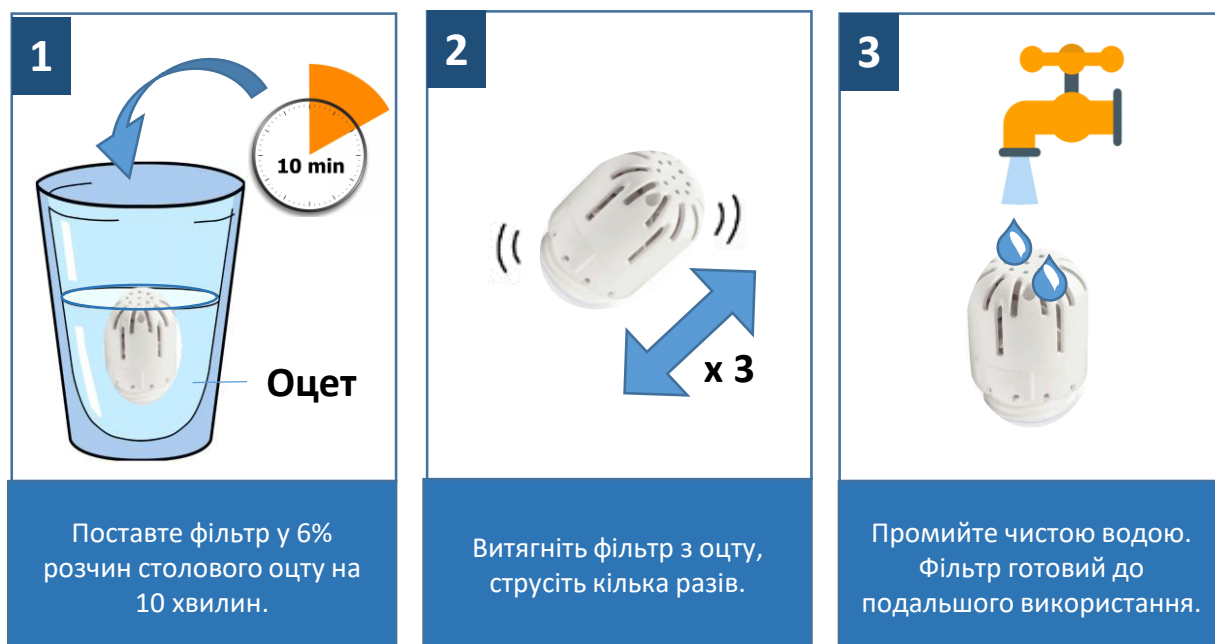 1
10 min
Оцет
Поставте фільтр у 6%
розчин столового оцту на
10 хвилин.
2
x 3
Витягніть фільтр з оцту,
струсіть кілька разів.
3
Промийте чистою водою.
Фільтр готовий до
подальшого використання.